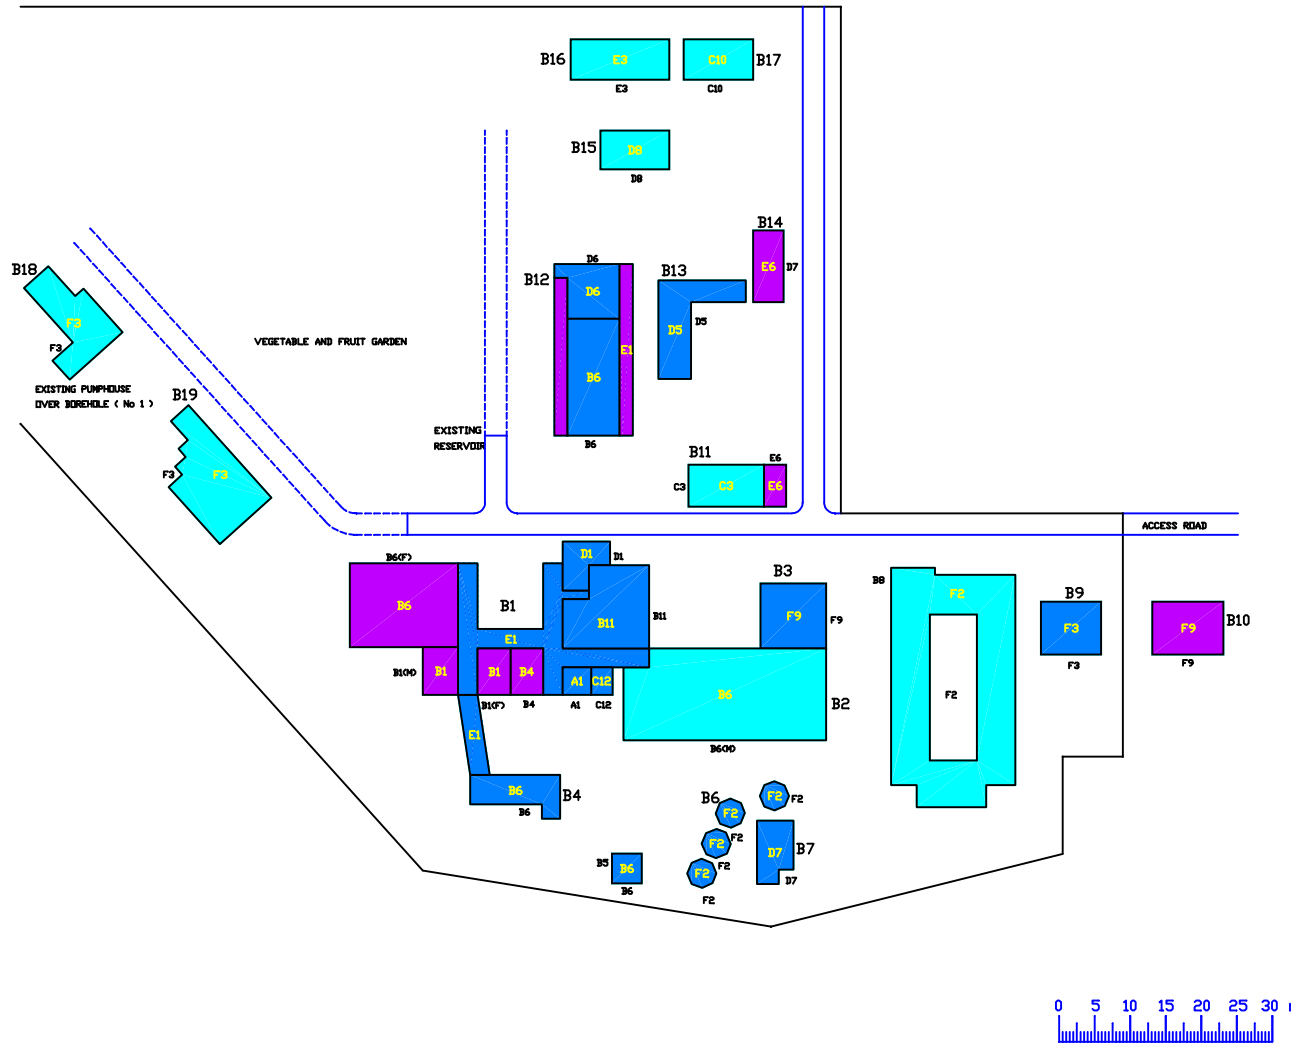 B16
E3
C10
B17
E3
C10
B15
D8
D8
B14
E6
D7
B18
F3
F3
EXISTING PUMPHOUSE
OVER BOREHOLE ( No 1 )
VEGETABLE AND FRUIT GARDEN
D6
B12
D6
E1
B6
B6
B13
D5
D5
B19
F3
F3
EXISTING
RESERVOIR
B11
E6
C3
C3
E6
ACCESS ROAD
B6(F)
B6
B1
D1
D1
B11
B11
E1
B1(M)
B1
B1
B4
A1
C12
B1(F)
B4
A1
C12
B3
F9
F9
B6
B2
B6(M)
B8
F2
F2
B9
F3
F3
B10
F9
F9
E1
B6
B4
B6
B6
F2
F2
F2
F2
F2
F2
F2
F2
B5
B6
B6
D7
B7
D7
0 5 10 15 20 25 30